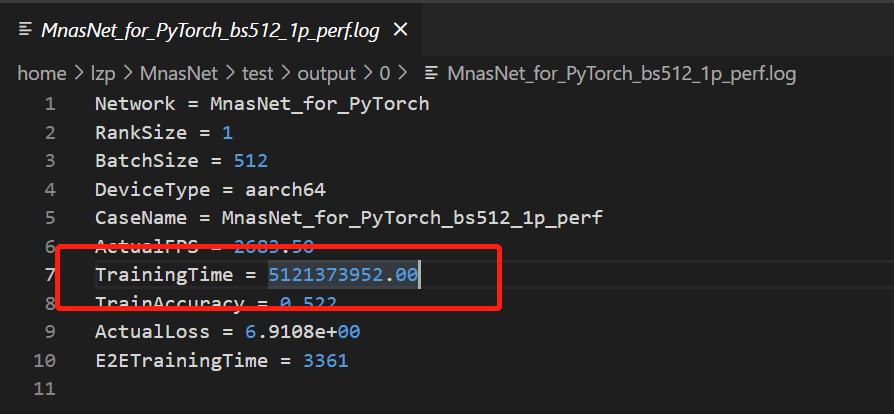 MnasNet_for_PyTorch_bs512_1p_perf.log
home > lzp > MnasNet > test > output > 0 > MnasNet_for_PyTorch_bs512_1p_perf.log
1 Network = MnasNet_for_PyTorch
2 RankSize = 1
3 BatchSize = 512
4 DeviceType = aarch64
5 CaseName = MnasNet_for_PyTorch_bs512_1p_perf
6 ActualFPS = 2683.50
7 TrainingTime = 5121373952.00
8 TrainAccuracy = 0.522
9 ActualLoss = 6.9108e+00
10 E2ETrainingTime = 3361
11